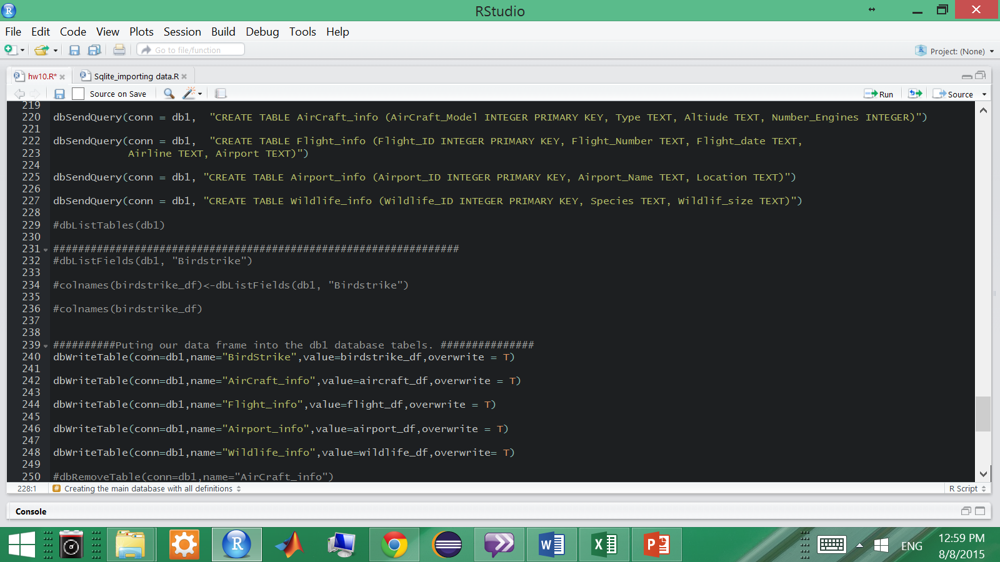 RStudio
File Edit Code View Plots Session Build Debug Tools Help
Go to file/function
Project: (None)
hw10.R*
Sqlite_importing data.R
Source on Save
Run
Source
219
220 dbSendQuery(conn = db1,  "CREATE TABLE AirCraft_info (AirCraft_Model INTEGER PRIMARY KEY, Type TEXT, Altiude TEXT, Number_Engines INTEGER)")
221
222 dbSendQuery(conn = db1,  "CREATE TABLE Flight_info (Flight_ID INTEGER PRIMARY KEY, Flight_Number TEXT, Flight_date TEXT,
223             Airline TEXT, Airport TEXT)")
224
225 dbSendQuery(conn = db1, "CREATE TABLE Airport_info (Airport_ID INTEGER PRIMARY KEY, Airport_Name TEXT, Location TEXT)")
226
227 dbSendQuery(conn = db1, "CREATE TABLE Wildlife_info (Wildlife_ID INTEGER PRIMARY KEY, Species TEXT, Wildlif_size TEXT)")
228
229 #dbListTables(db1)
230
231 #################################################################
232 #dbListFields(db1, "Birdstrike")
233
234 #colnames(birdstrike_df)<-dbListFields(db1, "Birdstrike")
235
236 #colnames(birdstrike_df)
237
238
239 ##########Puting our data frame into the db1 database tabels. ###############
240 dbWriteTable(conn=db1,name="BirdStrike",value=birdstrike_df,overwrite = T)
241
242 dbWriteTable(conn=db1,name="AirCraft_info",value=aircraft_df,overwrite = T)
243
244 dbWriteTable(conn=db1,name="Flight_info",value=flight_df,overwrite = T)
245
246 dbWriteTable(conn=db1,name="Airport_info",value=airport_df,overwrite = T)
247
248 dbWriteTable(conn=db1,name="Wildlife_info",value=wildlife_df,overwrite= T)
249
250 #dbRemoveTable(conn=db1,name="AirCraft_info")
228:1
Creating the main database with all definitions
R Script
Console
ENG
12:59 PM
8/8/2015